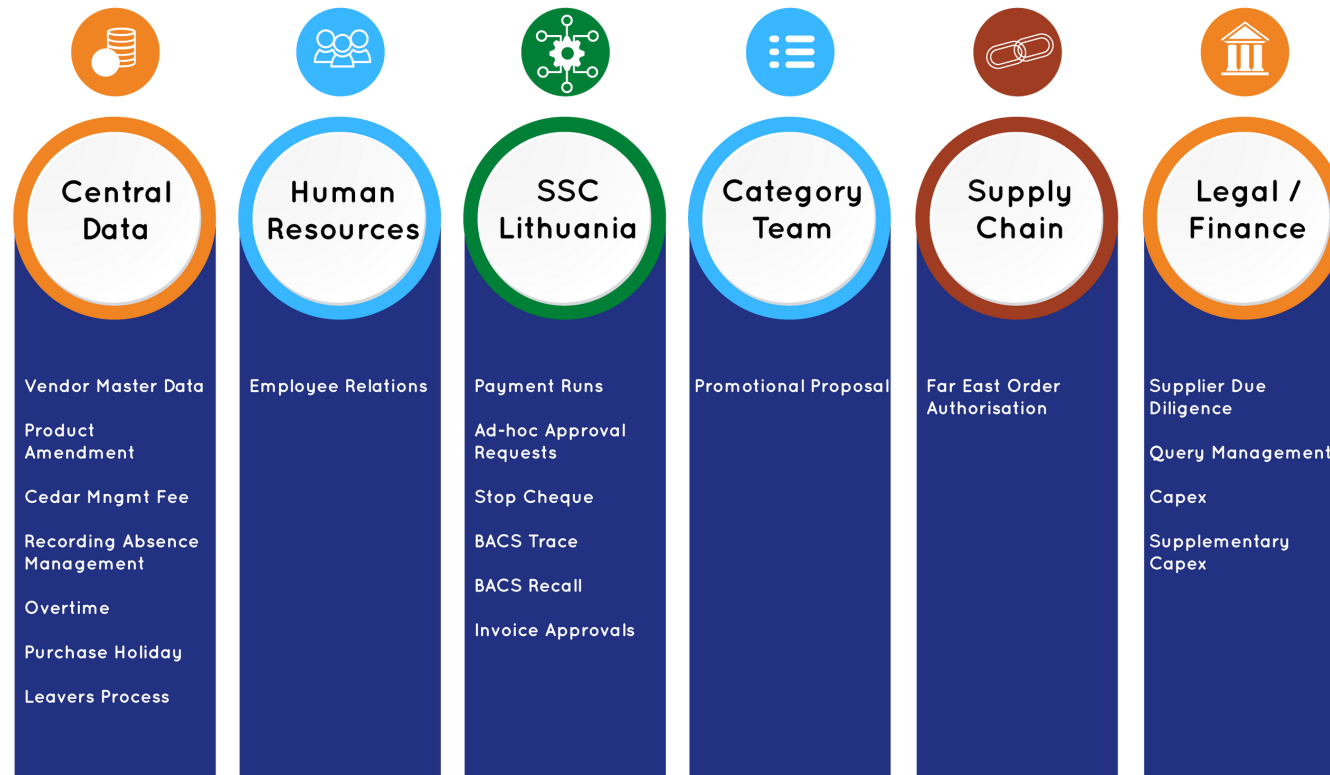 Central
Data
Vendor Master Data
Product
Amendment
Cedar Mngmt Fee
Recording Absence
Management
Overtime
Purchase Holiday
Leavers Process
Human
Resources
Employee Relations
SSC
Lithuania
Payment Runs
Ad-hoc Approval
Requests
Stop Cheque
BACS Trace
BACS Recall
Invoice Approvals
Category
Team
Promotional Proposal
Supply
Chain
Far East Order
Authorisation
Legal /
Finance
Supplier Due
Diligence
Query Management
Capex
Supplementary
Capex